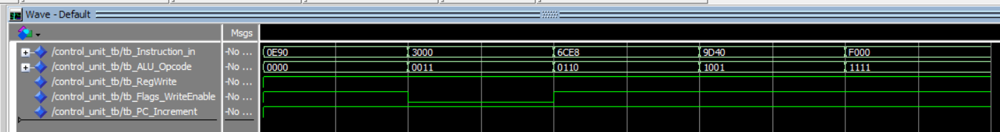 Wave - Default
Msgs
/control_unit_tb/tb_Instruction_in -No ... 0E90 3000 6CE8 9D40 F000
/control_unit_tb/tb_ALU_Opcode -No ... 0000 0011 0110 1001 1111
/control_unit_tb/tb_RegWrite -No ...
/control_unit_tb/tb_Flags_WriteEnable -No ...
/control_unit_tb/tb_PC_Increment -No ...